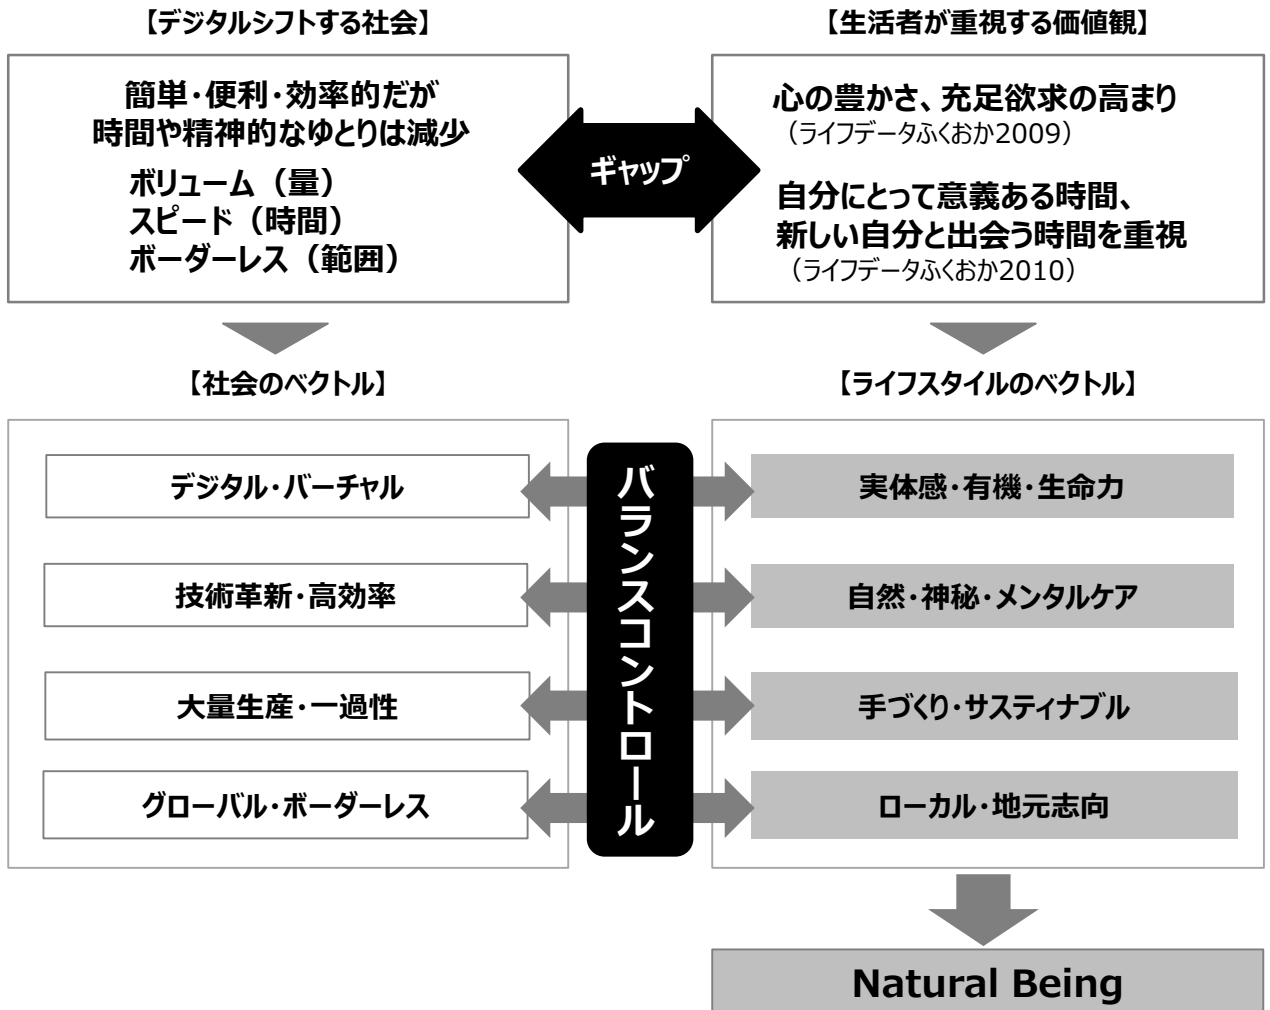 【デジタルシフトする社会】
簡単・便利・効率的だが
時間や精神的なゆとりは減少
ボリューム（量）
スピード（時間）
ボーダーレス（範囲）
ギャップ
【生活者が重視する価値観】
心の豊かさ、充足欲求の高まり
（ライフデータふくおか2009）
自分にとって意義ある時間、
新しい自分と出会う時間を重視
（ライフデータふくおか2010）
【社会のベクトル】
デジタル・バーチャル
技術革新・高効率
大量生産・一過性
グローバル・ボーダーレス
バランスコントロール
【ライフスタイルのベクトル】
実体感・有機・生命力
自然・神秘・メンタルケア
手づくり・サスティナブル
ローカル・地元志向
Natural Being